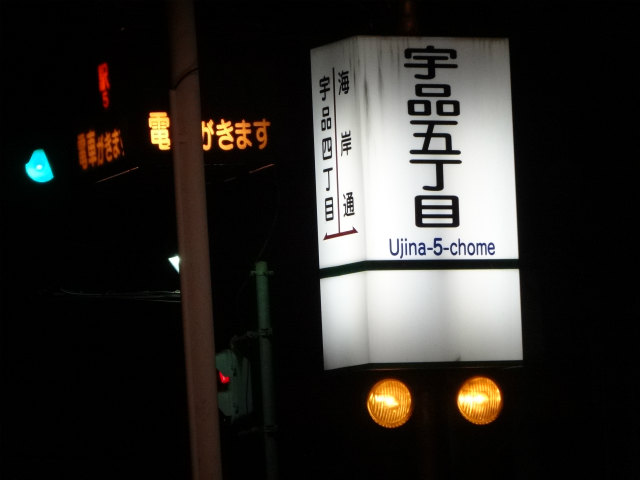 宇品五丁目
Ujina-5-chome
海岸通
宇品四丁目
電車がきます
電車がきます